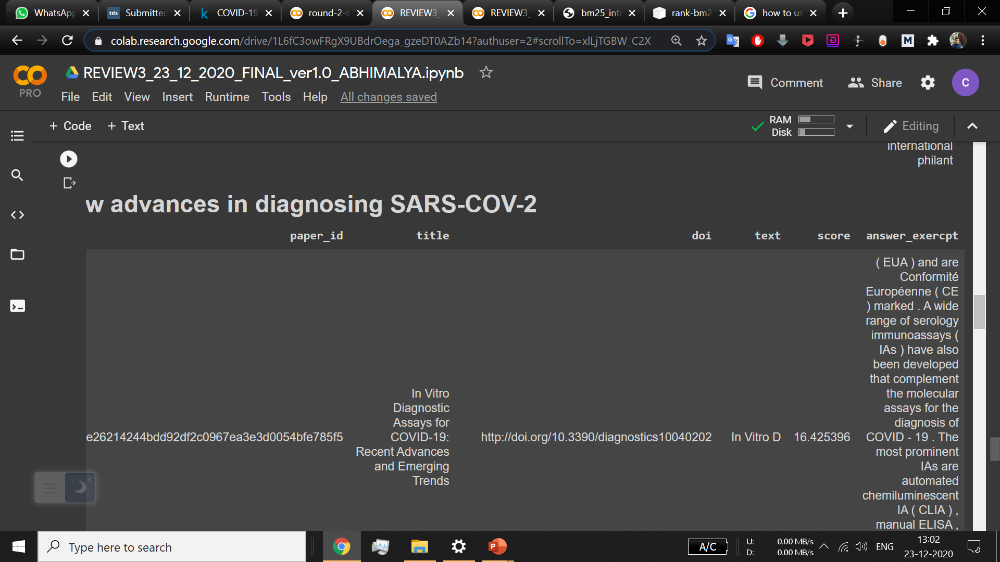 WhatsApp
tds Submitted
k COVID-19
round-2-s
REVIEW3_
REVIEW3_
bm25_intr
rank-bm2
how to us
colab.research.google.com/drive/1L6fC3owFRgX9UBdrOega_gzeDT0AZb14?authuser=2#scrollTo=xlLjTGBW_C2X
M
PRO
REVIEW3_23_12_2020_FINAL_ver1.0_ABHIMALYA.ipynb
Comment
Share
C
File Edit View Insert Runtime Tools Help All changes saved
+ Code + Text
RAM
Disk
Editing
international
philant
w advances in diagnosing SARS-COV-2
paper_id title doi text score answer_exercpt
e26214244bdd92df2c0967ea3e3d0054bfe785f5
In Vitro
Diagnostic
Assays for
COVID-19:
Recent Advances
and Emerging
Trends
http://doi.org/10.3390/diagnostics10040202
In Vitro D
16.425396
( EUA ) and are
Conformité
Européenne ( CE
) marked . A wide
range of serology
immunoassays (
IAs ) have also
been developed
that complement
the molecular
assays for the
diagnosis of
COVID - 19 . The
most prominent
IAs are
automated
chemiluminescent
IA ( CLIA ) ,
manual ELISA ,
Type here to search
P
A/C
U: 0.00 MB/s
D: 0.00 MB/s
ENG
13:02
23-12-2020